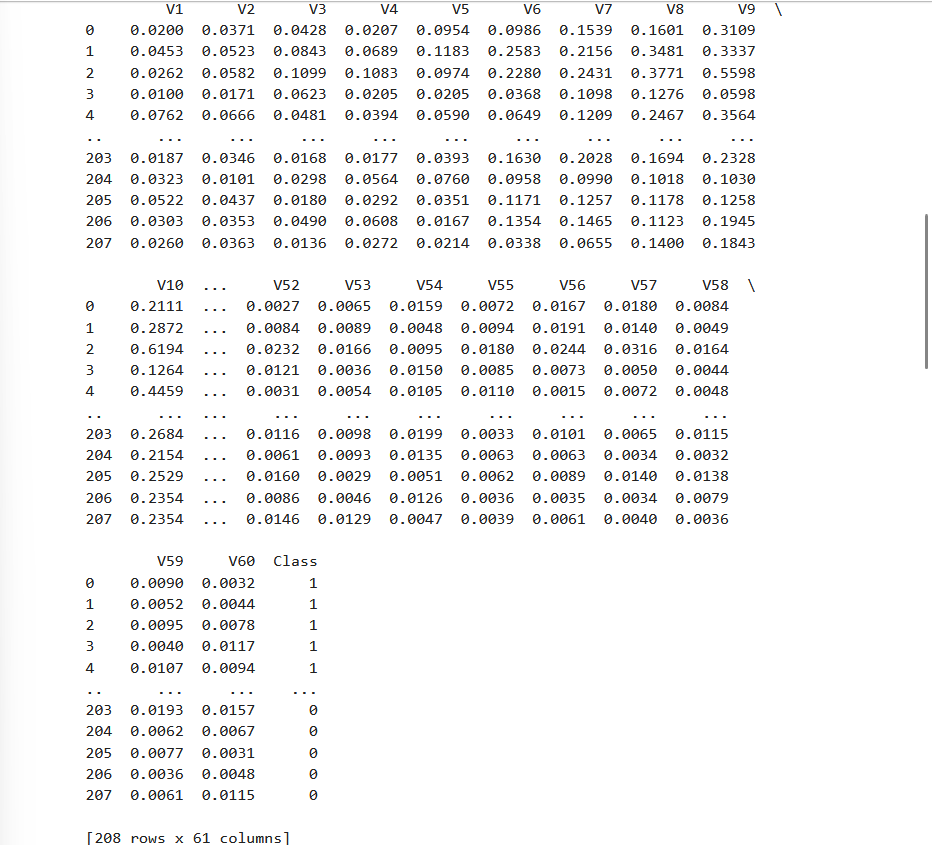 V1 V2 V3 V4 V5 V6 V7 V8 V9 \
0 0.0200 0.0371 0.0428 0.0207 0.0954 0.0986 0.1539 0.1601 0.3109
1 0.0453 0.0523 0.0843 0.0689 0.1183 0.2583 0.2156 0.3481 0.3337
2 0.0262 0.0582 0.1099 0.1083 0.0974 0.2280 0.2431 0.3771 0.5598
3 0.0100 0.0171 0.0623 0.0205 0.0205 0.0368 0.1098 0.1276 0.0598
4 0.0762 0.0666 0.0481 0.0394 0.0590 0.0649 0.1209 0.2467 0.3564
.. ... ... ... ... ... ... ... ... ...
203 0.0187 0.0346 0.0168 0.0177 0.0393 0.1630 0.2028 0.1694 0.2328
204 0.0323 0.0101 0.0298 0.0564 0.0760 0.0958 0.0990 0.1018 0.1030
205 0.0522 0.0437 0.0180 0.0292 0.0351 0.1171 0.1257 0.1178 0.1258
206 0.0303 0.0353 0.0490 0.0608 0.0167 0.1354 0.1465 0.1123 0.1945
207 0.0260 0.0363 0.0136 0.0272 0.0214 0.0338 0.0655 0.1400 0.1843
V10 ... V52 V53 V54 V55 V56 V57 V58 \
0 0.2111 ... 0.0027 0.0065 0.0159 0.0072 0.0167 0.0180 0.0084
1 0.2872 ... 0.0084 0.0089 0.0048 0.0094 0.0191 0.0140 0.0049
2 0.6194 ... 0.0232 0.0166 0.0095 0.0180 0.0244 0.0316 0.0164
3 0.1264 ... 0.0121 0.0036 0.0150 0.0085 0.0073 0.0050 0.0044
4 0.4459 ... 0.0031 0.0054 0.0105 0.0110 0.0015 0.0072 0.0048
.. ... ... ... ... ... ... ... ... ...
203 0.2684 ... 0.0116 0.0098 0.0199 0.0033 0.0101 0.0065 0.0115
204 0.2154 ... 0.0061 0.0093 0.0135 0.0063 0.0063 0.0034 0.0032
205 0.2529 ... 0.0160 0.0029 0.0051 0.0062 0.0089 0.0140 0.0138
206 0.2354 ... 0.0086 0.0046 0.0126 0.0036 0.0035 0.0034 0.0079
207 0.2354 ... 0.0146 0.0129 0.0047 0.0039 0.0061 0.0040 0.0036
V59 V60 Class
0 0.0090 0.0032 1
1 0.0052 0.0044 1
2 0.0095 0.0078 1
3 0.0040 0.0117 1
4 0.0107 0.0094 1
.. ... ... ...
203 0.0193 0.0157 0
204 0.0062 0.0067 0
205 0.0077 0.0031 0
206 0.0036 0.0048 0
207 0.0061 0.0115 0
[208 rows x 61 columns]